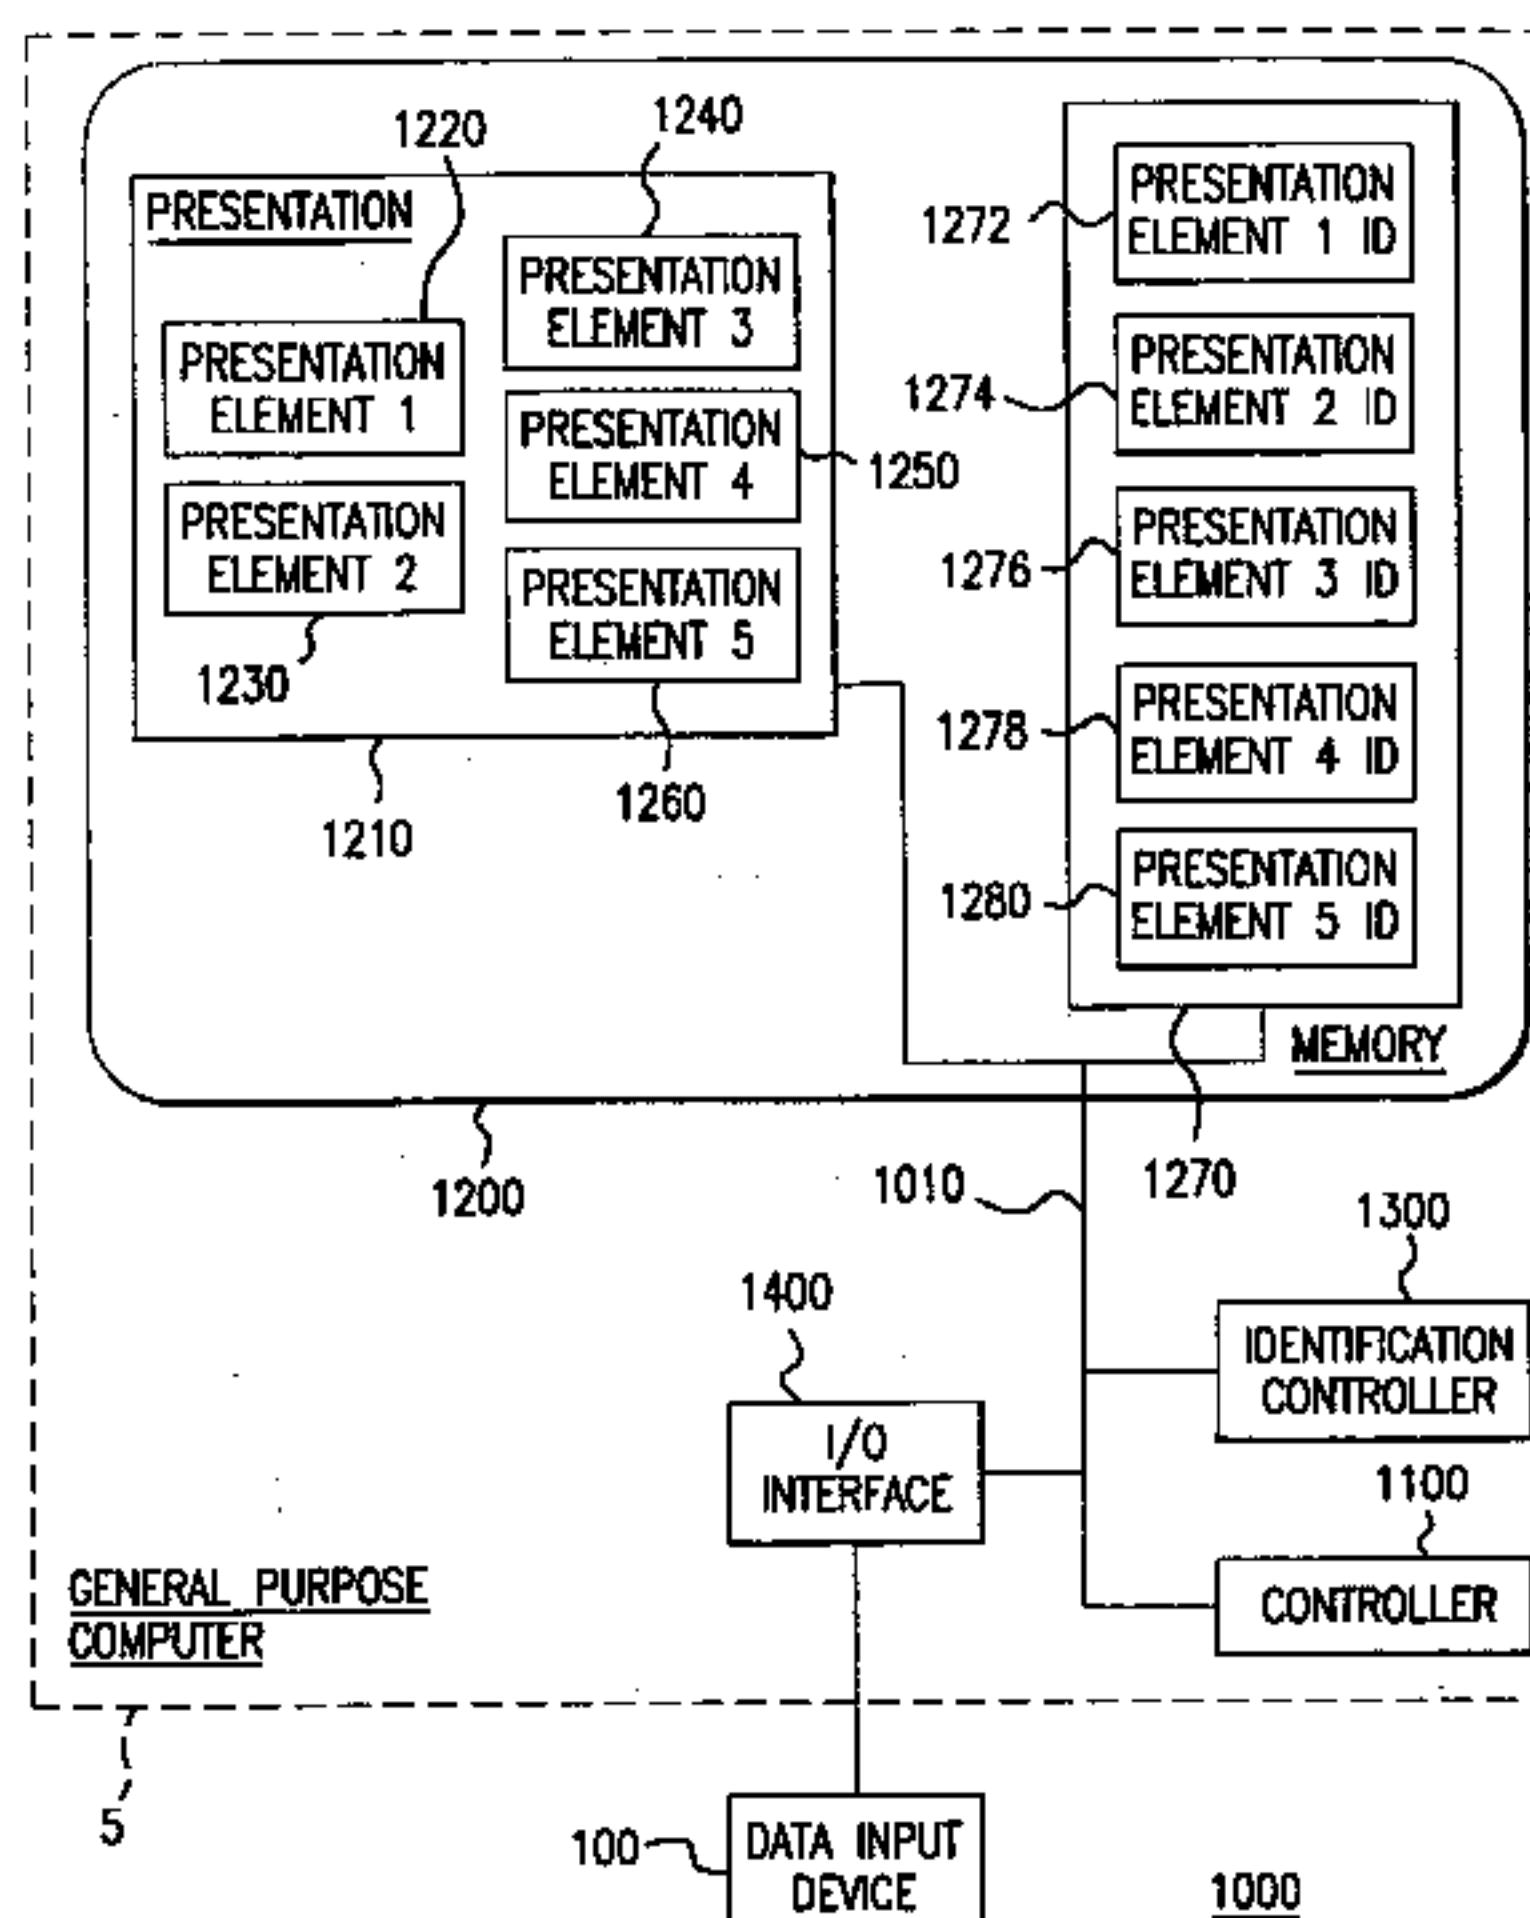 1220
1240
PRESENTATION
PRESENTATION
ELEMENT 1
PRESENTATION
ELEMENT 2
1230
PRESENTATION
ELEMENT 3
PRESENTATION
ELEMENT 4
1250
PRESENTATION
ELEMENT 5
1260
1210
1272
PRESENTATION
ELEMENT 1 ID
1274
PRESENTATION
ELEMENT 2 ID
1276
PRESENTATION
ELEMENT 3 ID
1278
PRESENTATION
ELEMENT 4 ID
1280
PRESENTATION
ELEMENT 5 ID
MEMORY
1200
1010
1270
1300
1400
IDENTIFICATION
CONTROLLER
I/O
INTERFACE
1100
CONTROLLER
GENERAL PURPOSE
COMPUTER
5
100
DATA INPUT
DEVICE
1000